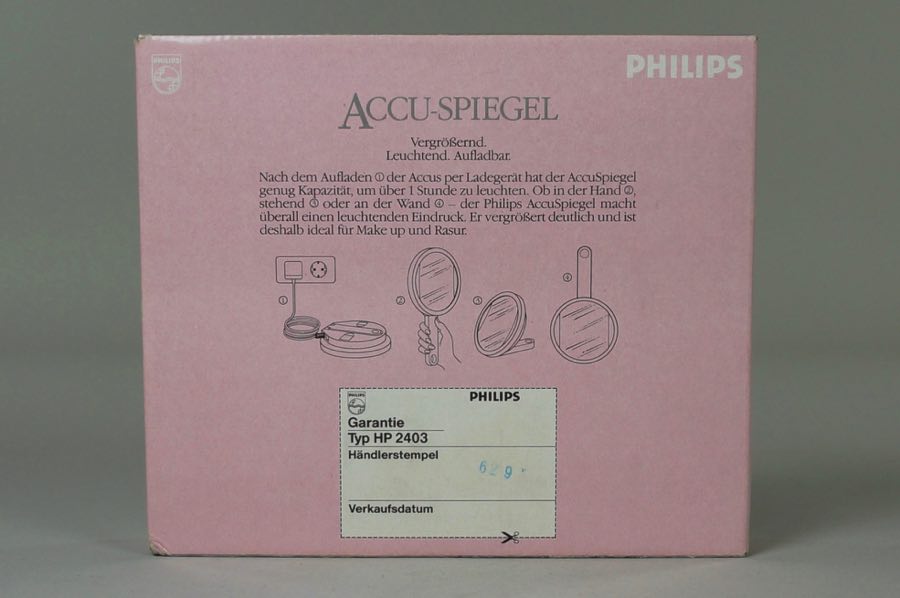 PHILIPS
PHILIPS
ACCU-SPIEGEL
Vergrößernd.
Leuchtend. Aufladbar.
Nach dem Aufladen ① der Accus per Ladegerät hat der AccuSpiegel
genug Kapazität, um über 1 Stunde zu leuchten. Ob in der Hand ②,
stehend ③ oder an der Wand ④ – der Philips AccuSpiegel macht
überall einen leuchtenden Eindruck. Er vergrößert deutlich und ist
deshalb ideal für Make up und Rasur.
①
②
③
④
PHILIPS
PHILIPS
Garantie
Typ HP 2403
Händlerstempel
629
Verkaufsdatum